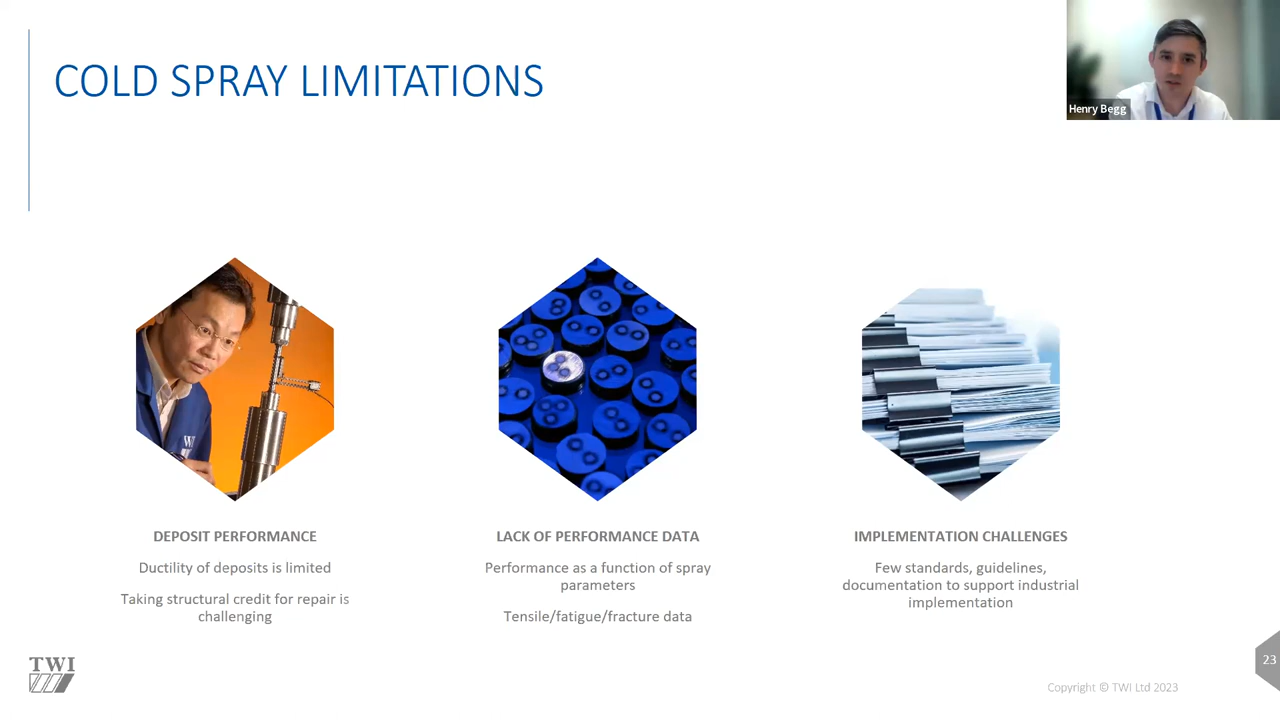 COLD SPRAY LIMITATIONS
Henry Begg
DEPOSIT PERFORMANCE
Ductility of deposits is limited
Taking structural credit for repair is
challenging
LACK OF PERFORMANCE DATA
Performance as a function of spray
parameters
Tensile/fatigue/fracture data
IMPLEMENTATION CHALLENGES
Few standards, guidelines,
documentation to support industrial
implementation
TWI
Copyright © TWI Ltd 2023
23